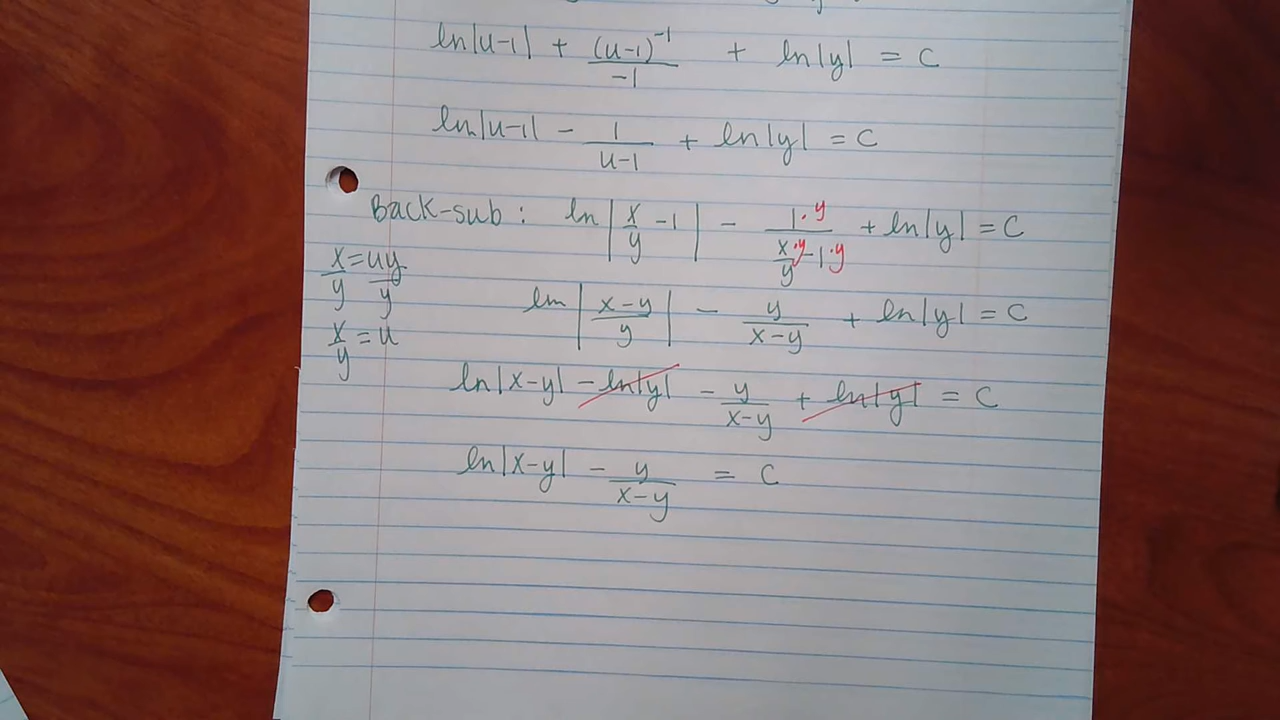 ln|u-1| + (u-1)^-1/-1 + ln|y| = C
ln|u-1| - 1/(u-1) + ln|y| = C
Back-sub: ln|x/y - 1| - (1·y)/(x/y·y - 1·y) + ln|y| = C
x/y = uy/y
ln|(x-y)/y| - y/(x-y) + ln|y| = C
x/y = u
ln|x-y| - ln|y| - y/(x-y) + ln|y| = C
ln|x-y| - y/(x-y) = C